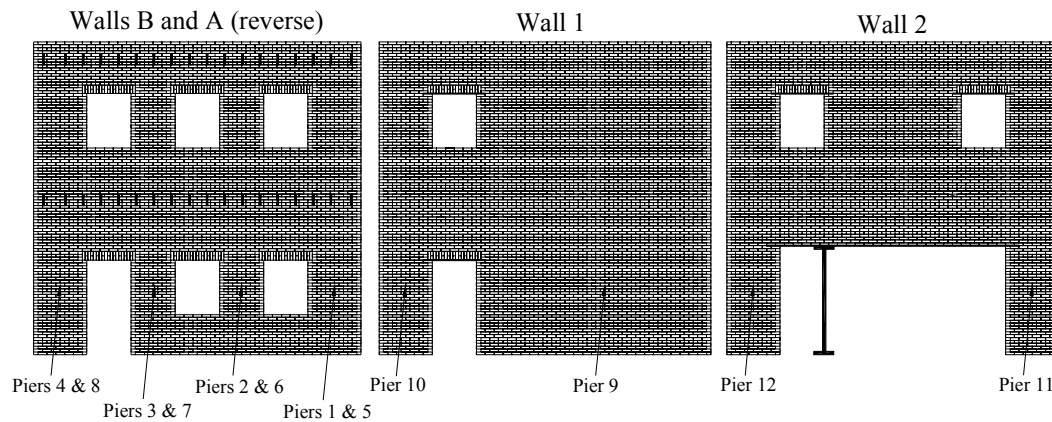 Walls B and A (reverse)
Wall 1
Wall 2
Piers 4 & 8
Piers 3 & 7
Piers 2 & 6
Piers 1 & 5
Pier 10
Pier 9
Pier 12
Pier 11